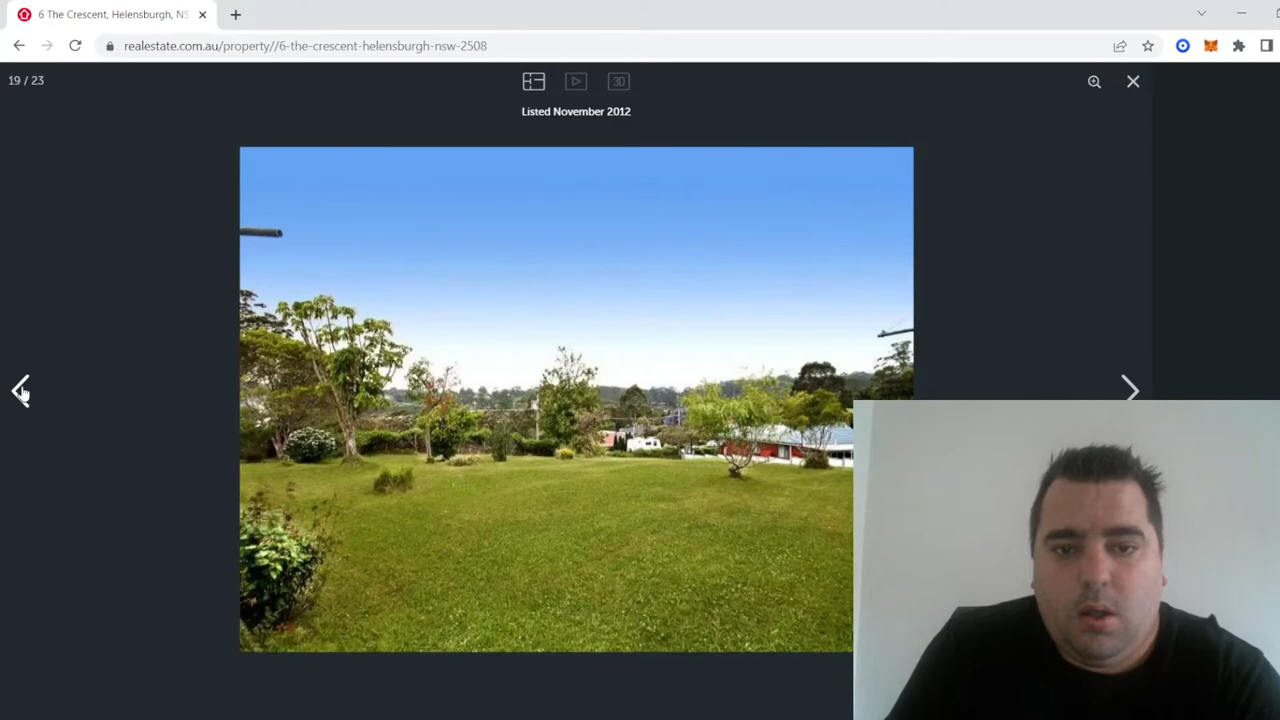 6 The Crescent, Helensburgh, NS
realestate.com.au/property//6-the-crescent-helensburgh-nsw-2508
19 / 23
3D
Listed November 2012